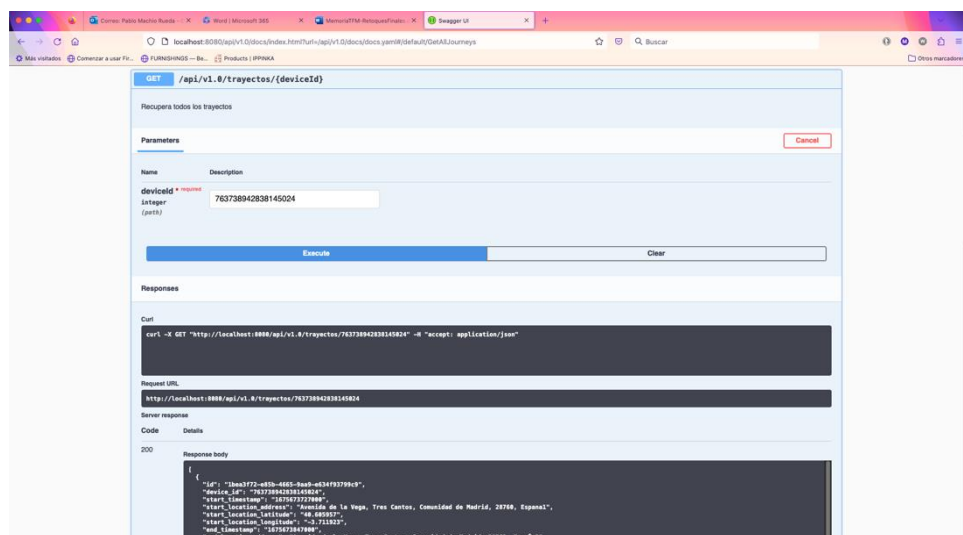 Correo: Pablo Machio Rueda
Word | Microsoft 365
MemoriaTFM-RetoquesFinales
Swagger UI
localhost:8080/api/v1.0/docs/index.html?url=/api/v1.0/docs/docs.yaml#/default/GetAllJourneys
Buscar
Más visitados
Comenzar a usar Fir...
FURNISHINGS — Be...
Products | IPPINKA
Otros marcadores
GET /api/v1.0/trayectos/{deviceId}
Recupera todos los trayectos
Parameters
Cancel
Name Description
deviceId * required
integer
(path)
763738942838145024
Execute
Clear
Responses
Curl
curl -X GET "http://localhost:8080/api/v1.0/trayectos/763738942838145024" -H "accept: application/json"
Request URL
http://localhost:8080/api/v1.0/trayectos/763738942838145024
Server response
Code Details
200
Response body
[
{
"id": "1bea3f72-e85b-4665-9aa9-e634f93799c9",
"device_id": "763738942838145024",
"start_timestamp": "1675673727000",
"start_location_address": "Avenida de la Vega, Tres Cantos, Comunidad de Madrid, 28760, Espana1",
"start_location_latitude": "40.605957",
"start_location_longitude": "-3.711923",
"end_timestamp": "1675673847000",